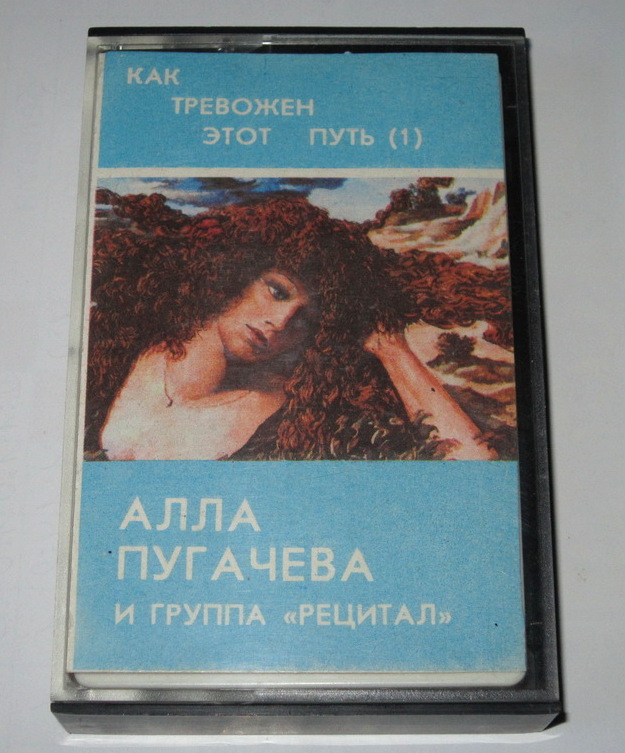 КАК
ТРЕВОЖЕН
ЭТОТ ПУТЬ (1)
АЛЛА
ПУГАЧЕВА
И ГРУППА «РЕЦИТАЛ»